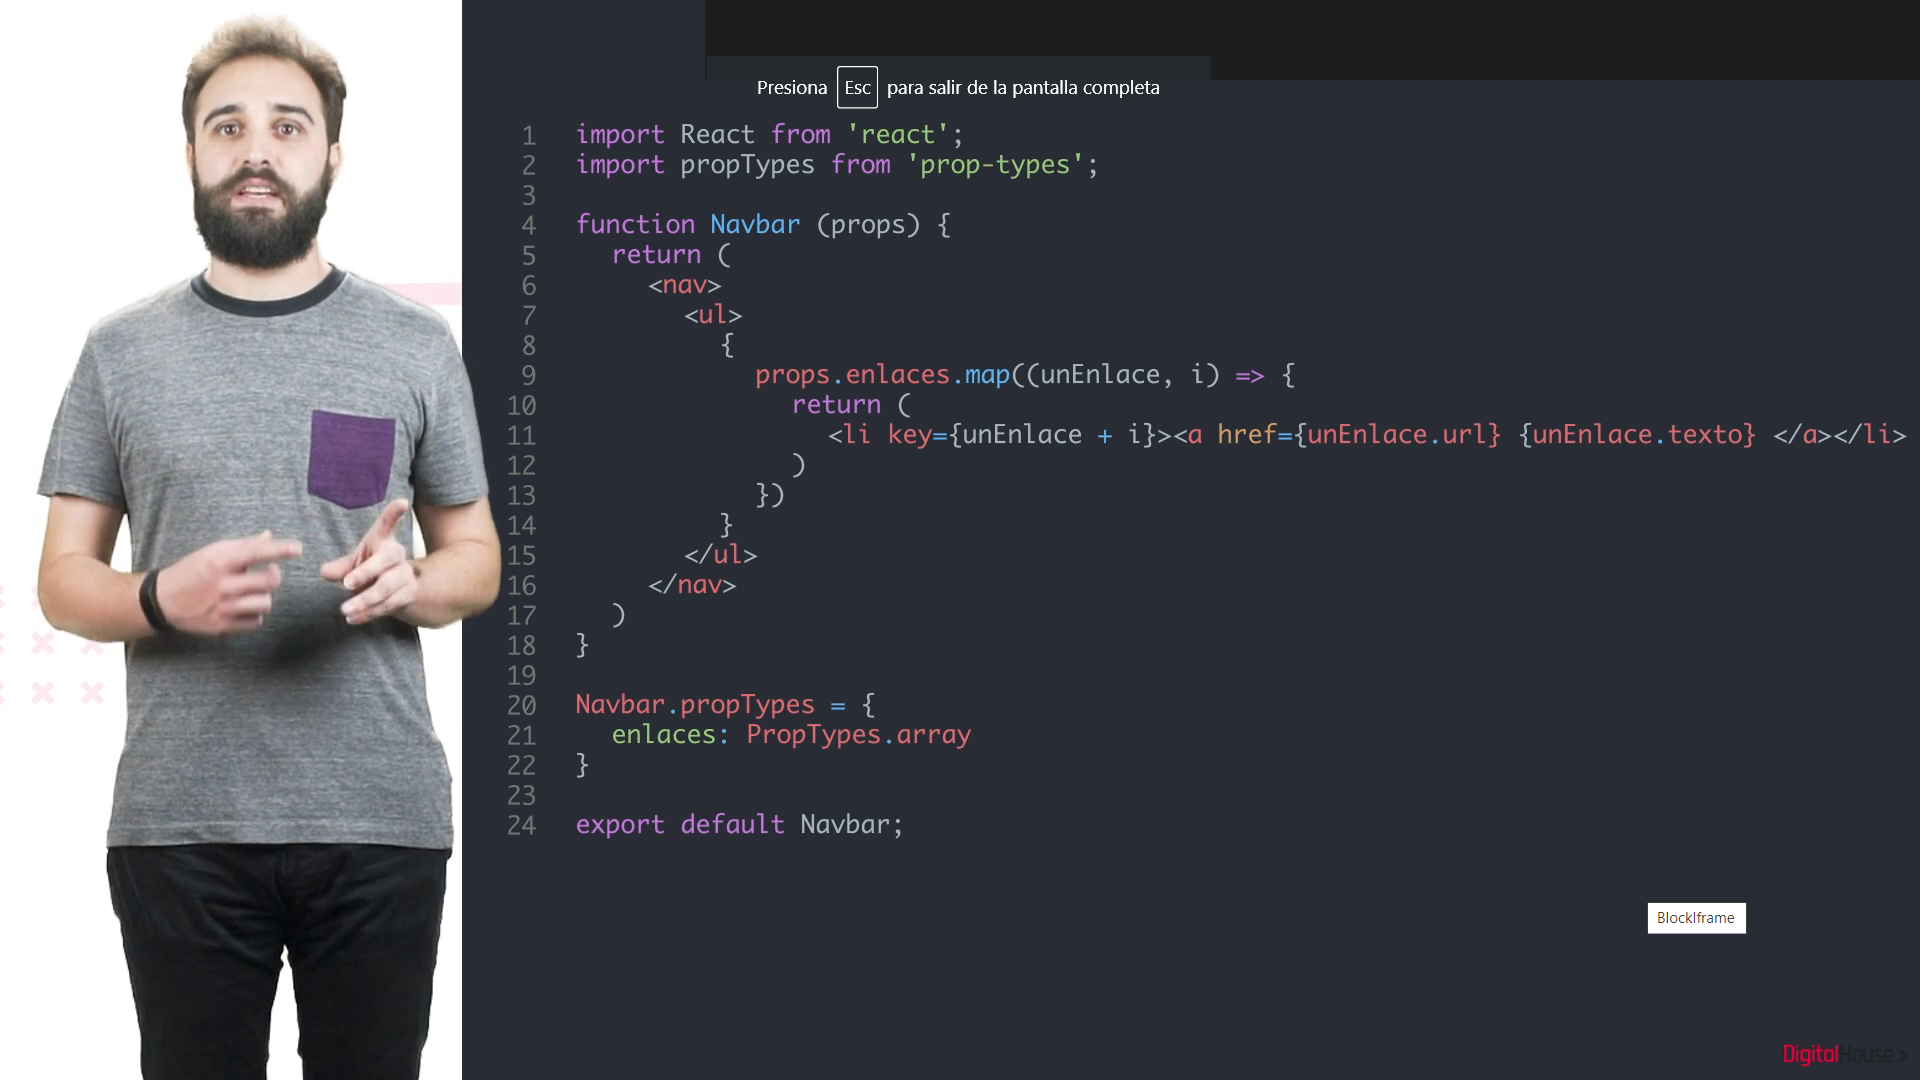 Presiona Esc para salir de la pantalla completa
1 import React from 'react';
2 import propTypes from 'prop-types';
3
4 function Navbar (props) {
5 return (
6 <nav>
7 <ul>
8 {
9 props.enlaces.map((unEnlace, i) => {
10 return (
11 <li key={unEnlace + i}><a href={unEnlace.url} {unEnlace.texto} </a></li>
12 )
13 })
14 }
15 </ul>
16 </nav>
17 )
18 }
19
20 Navbar.propTypes = {
21 enlaces: PropTypes.array
22 }
23
24 export default Navbar;
BlockIframe
DigitalHouse>